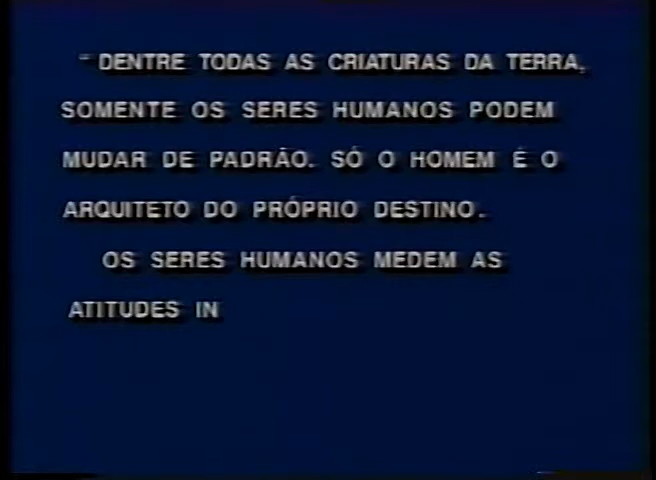 " DENTRE TODAS AS CRIATURAS DA TERRA,
SOMENTE OS SERES HUMANOS PODEM
MUDAR DE PADRÃO. SÓ O HOMEM É O
ARQUITETO DO PRÓPRIO DESTINO.
OS SERES HUMANOS MEDEM AS
ATITUDES IN